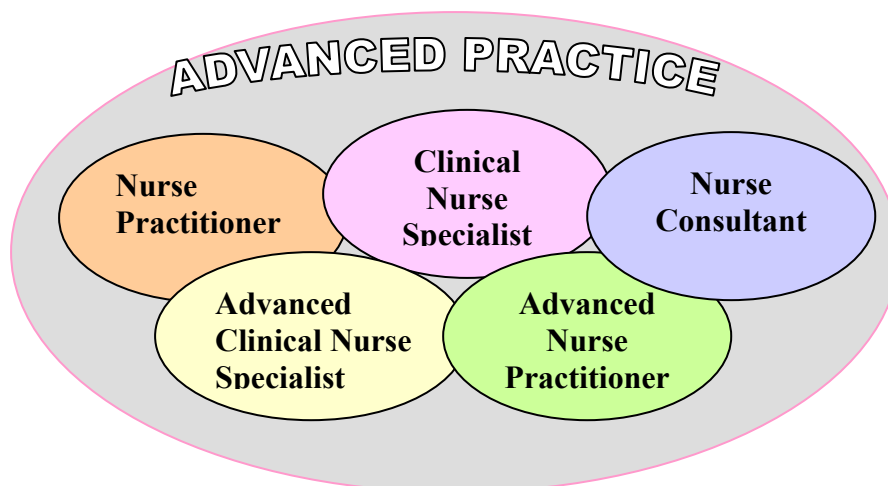 ADVANCED PRACTICE
Nurse
Practitioner
Clinical
Nurse
Specialist
Nurse
Consultant
Advanced
Clinical Nurse
Specialist
Advanced
Nurse
Practitioner